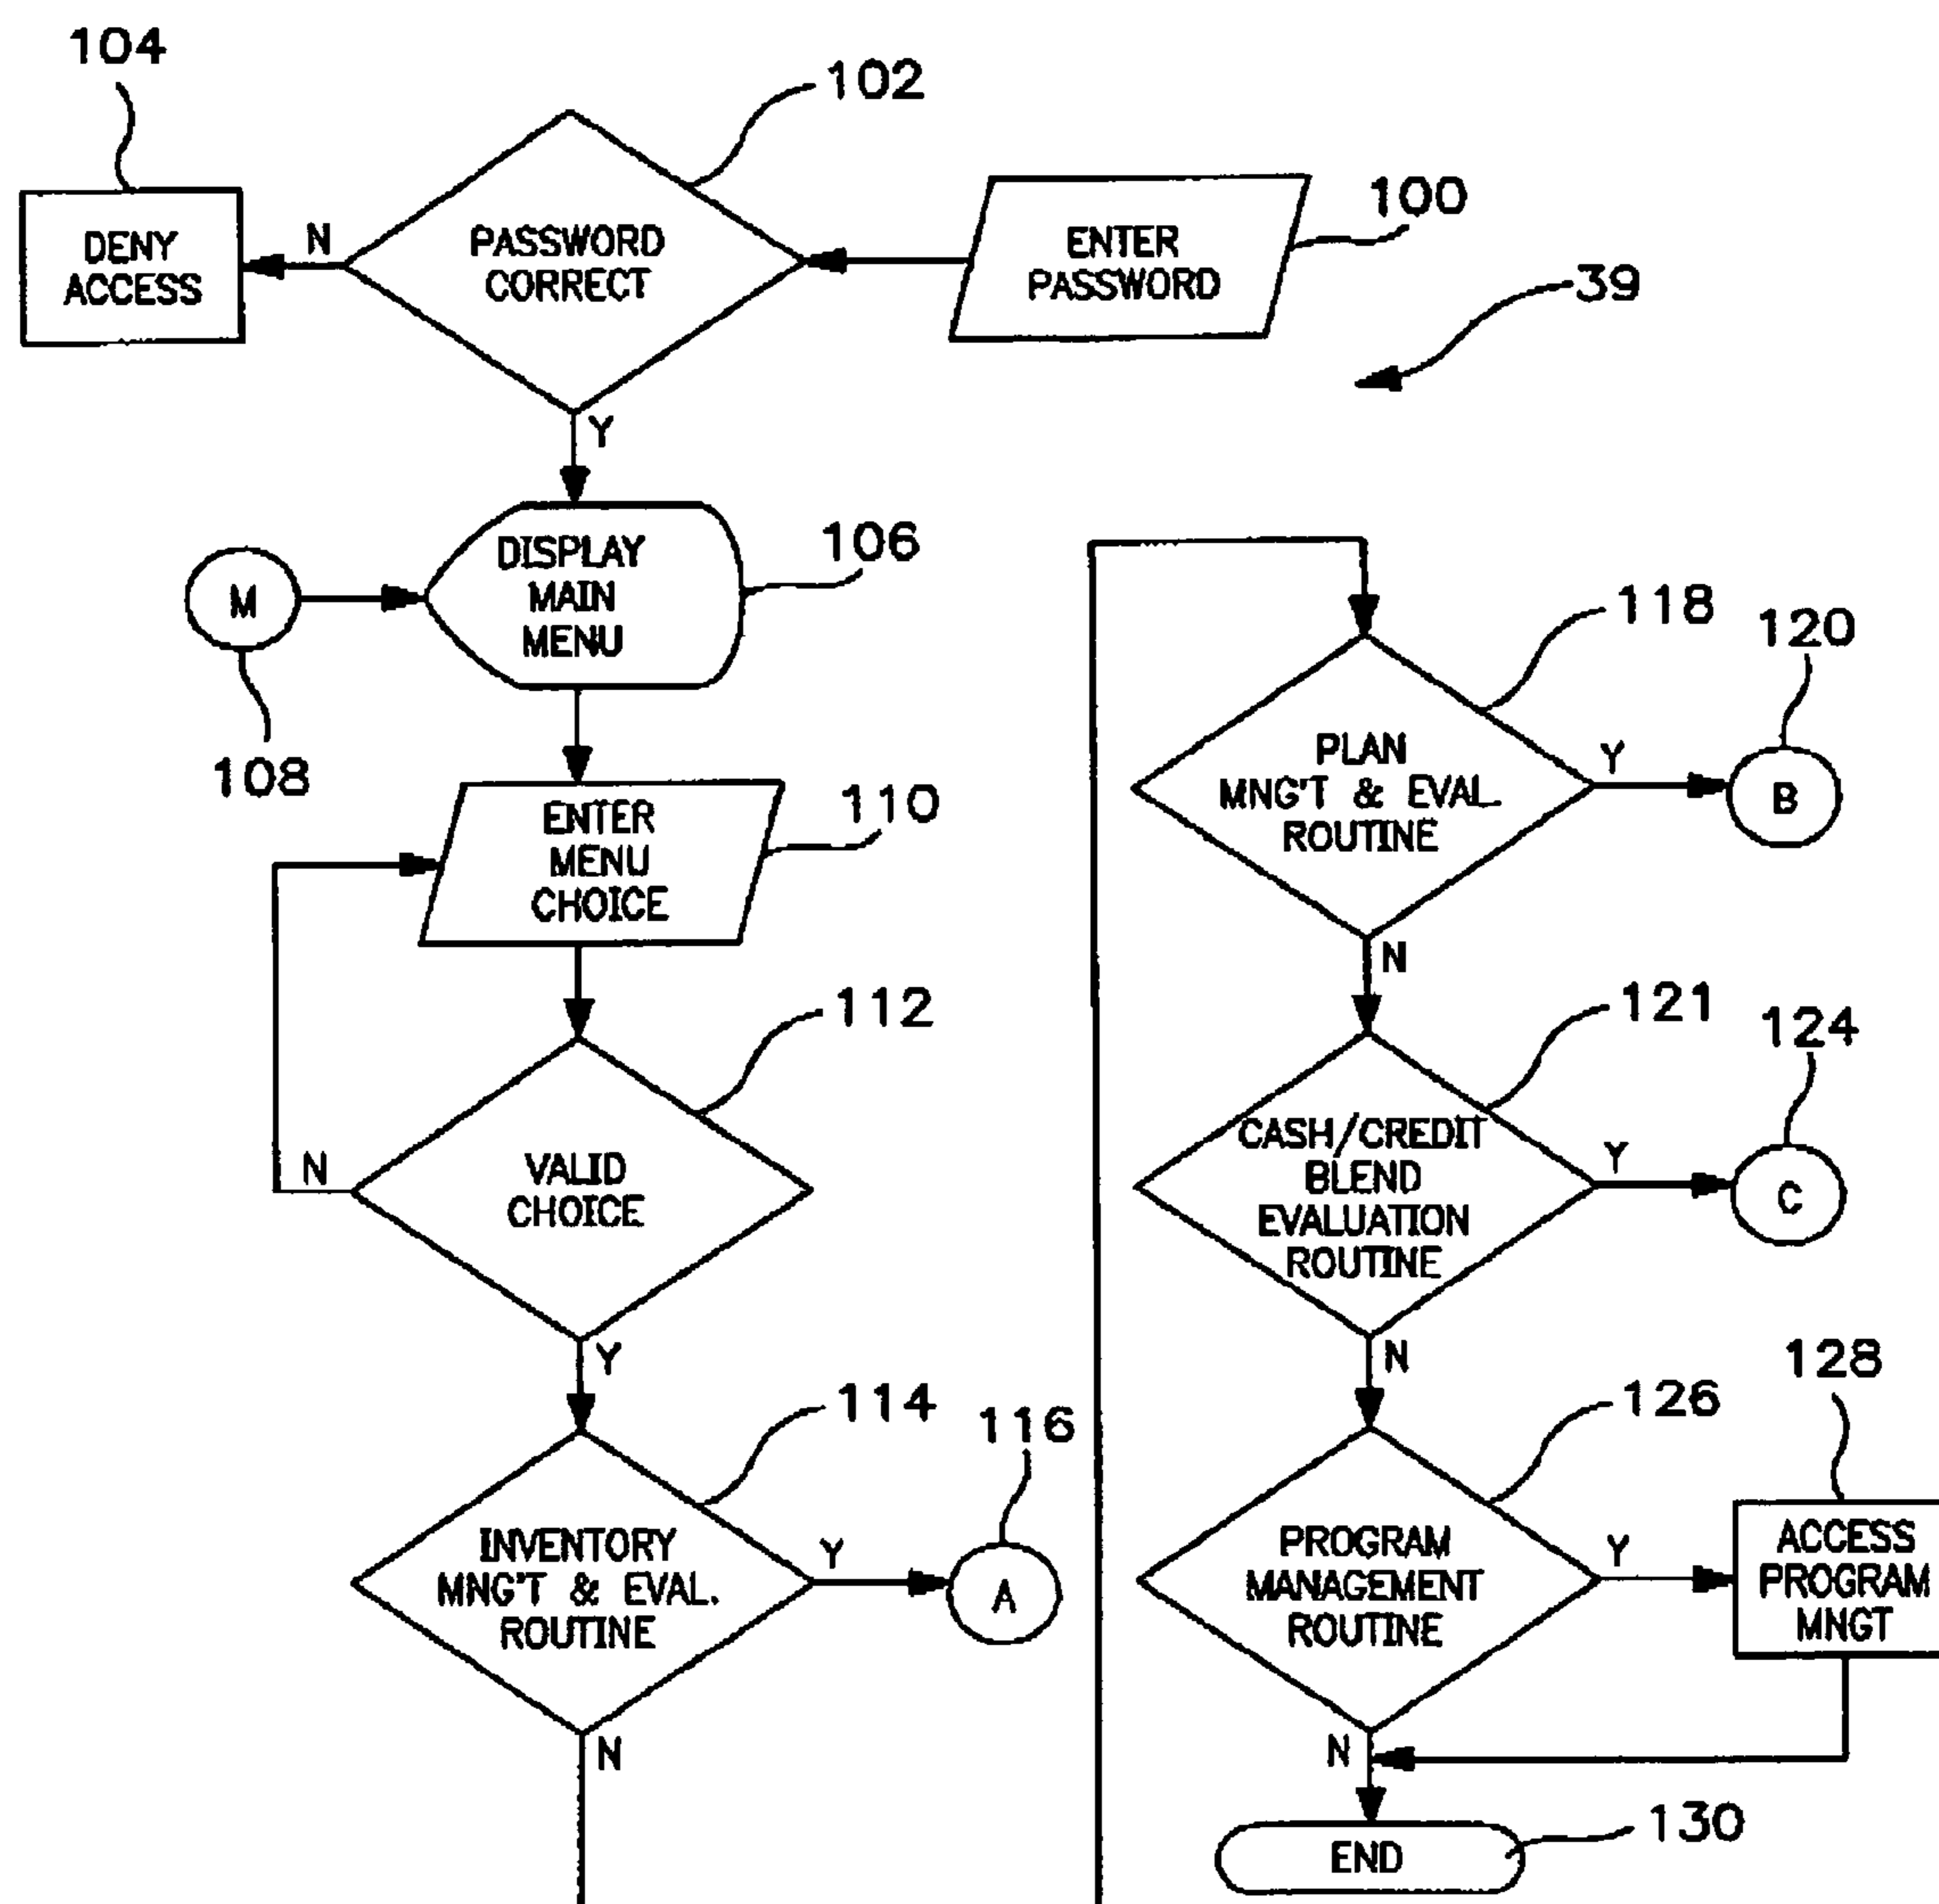 104
102
100
DENY
ACCESS
N
PASSWORD
CORRECT
ENTER
PASSWORD
39
Y
M
108
DISPLAY
MAIN
MENU
106
ENTER
MENU
CHOICE
110
N
VALID
CHOICE
112
Y
INVENTORY
MNG'T & EVAL.
ROUTINE
114
Y
116
A
N
PLAN
MNG'T & EVAL.
ROUTINE
118
Y
120
B
N
CASH/CREDIT
BLEND
EVALUATION
ROUTINE
121
Y
124
C
N
PROGRAM
MANAGEMENT
ROUTINE
126
Y
128
ACCESS
PROGRAM
MNGT
N
END
130